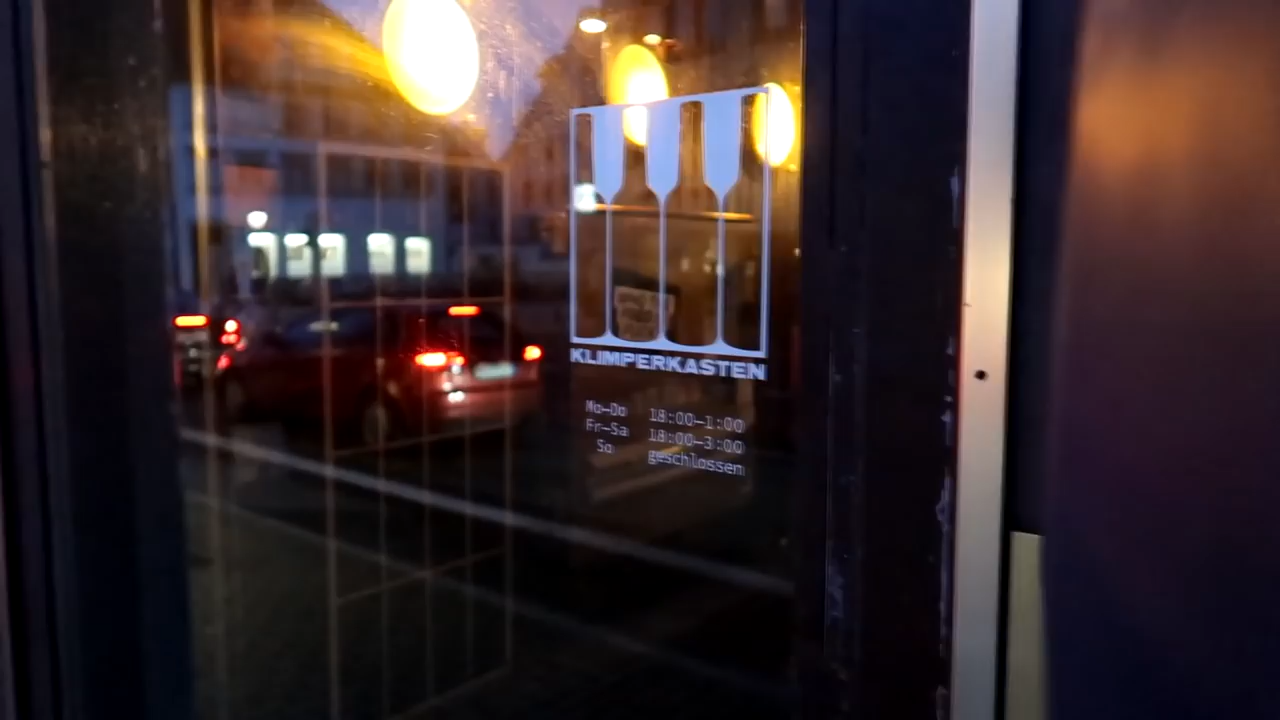 KLIMPERKASTEN
Mo–Do 18:00–1:00
Fr–Sa 18:00–3:00
So geschlossen